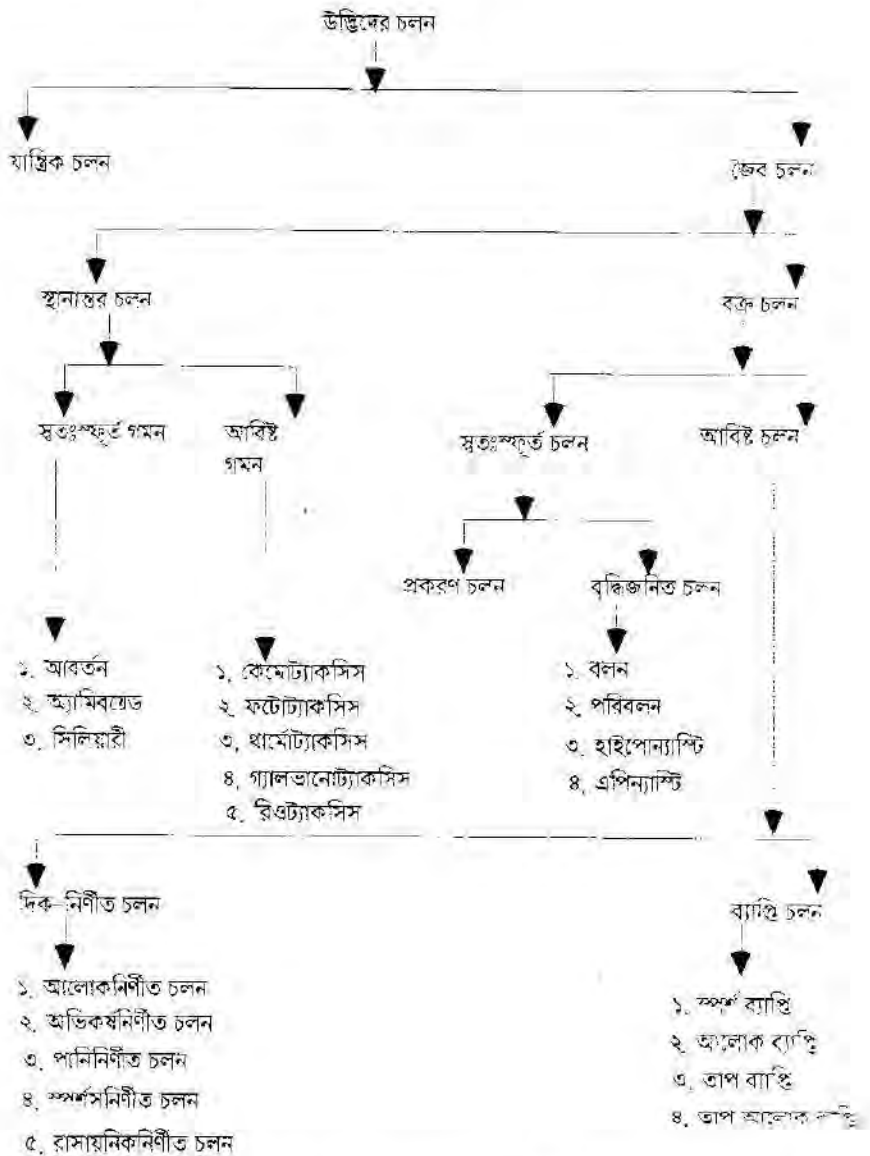 উদ্ভিদের চলন
যান্ত্রিক চলন
জৈব চলন
স্থানান্তর চলন
বক্র চলন
স্বতঃস্ফূর্ত গমন
আবিষ্ট
গমন
স্বতঃস্ফূর্ত চলন
আবিষ্ট চলন
প্রকরণ চলন
বৃদ্ধিজনিত চলন
১. আবর্তন
২. অ্যামিবয়েড
৩. সিলিয়ারী
১. কেমোট্যাকসিস
২. ফটোট্যাকসিস
৩. থার্মোট্যাকসিস
৪. গ্যালভানোট্যাকসিস
৫. রিওট্যাকসিস
১. বলন
২. পরিবলন
৩. হাইপোন্যাস্টি
৪. এপিন্যাস্টি
দিক-নির্ণীত চলন
ব্যাপ্তি চলন
১. আলোকনির্ণীত চলন
২. অভিকর্ষনির্ণীত চলন
৩. পানিনির্ণীত চলন
৪. স্পর্শসনির্ণীত চলন
৫. রাসায়নিকনির্ণীত চলন
১. স্পর্শ ব্যাপ্তি
২. আলোক ব্যাপ্তি
৩. তাপ ব্যাপ্তি
৪. তাপ আলোক ব্যাপ্তি